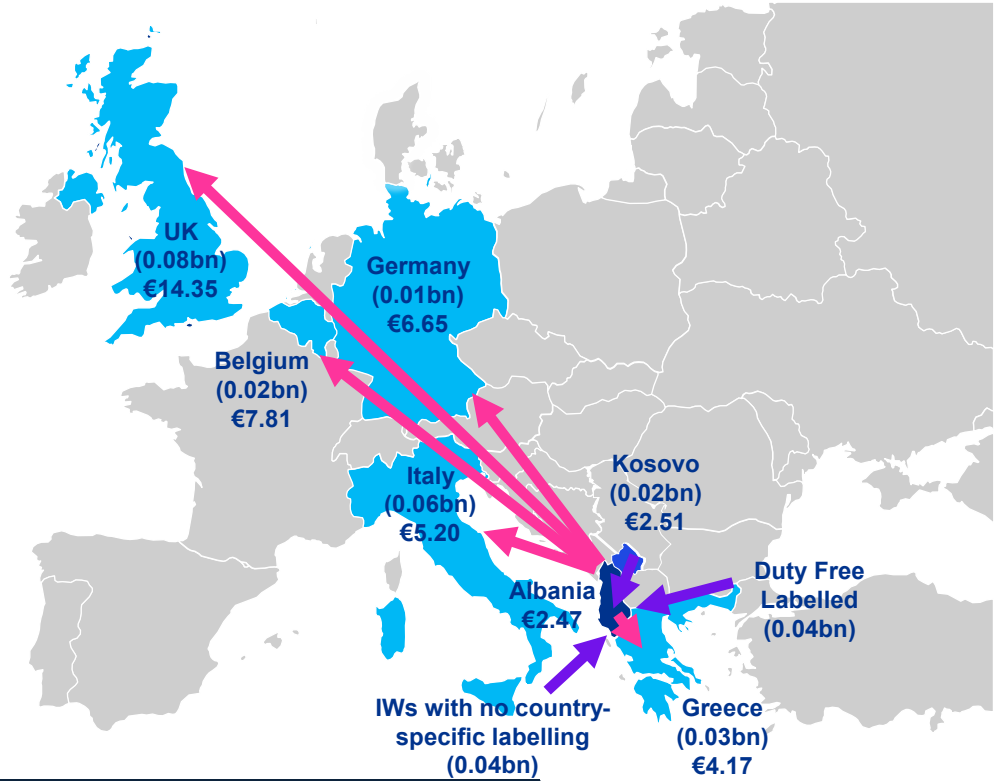 UK
(0.08bn)
€14.35
Germany
(0.01bn)
€6.65
Belgium
(0.02bn)
€7.81
Italy
(0.06bn)
€5.20
Kosovo
(0.02bn)
€2.51
Albania
€2.47
Duty Free
Labelled
(0.04bn)
IWs with no country-
specific labelling
(0.04bn)
Greece
(0.03bn)
€4.17